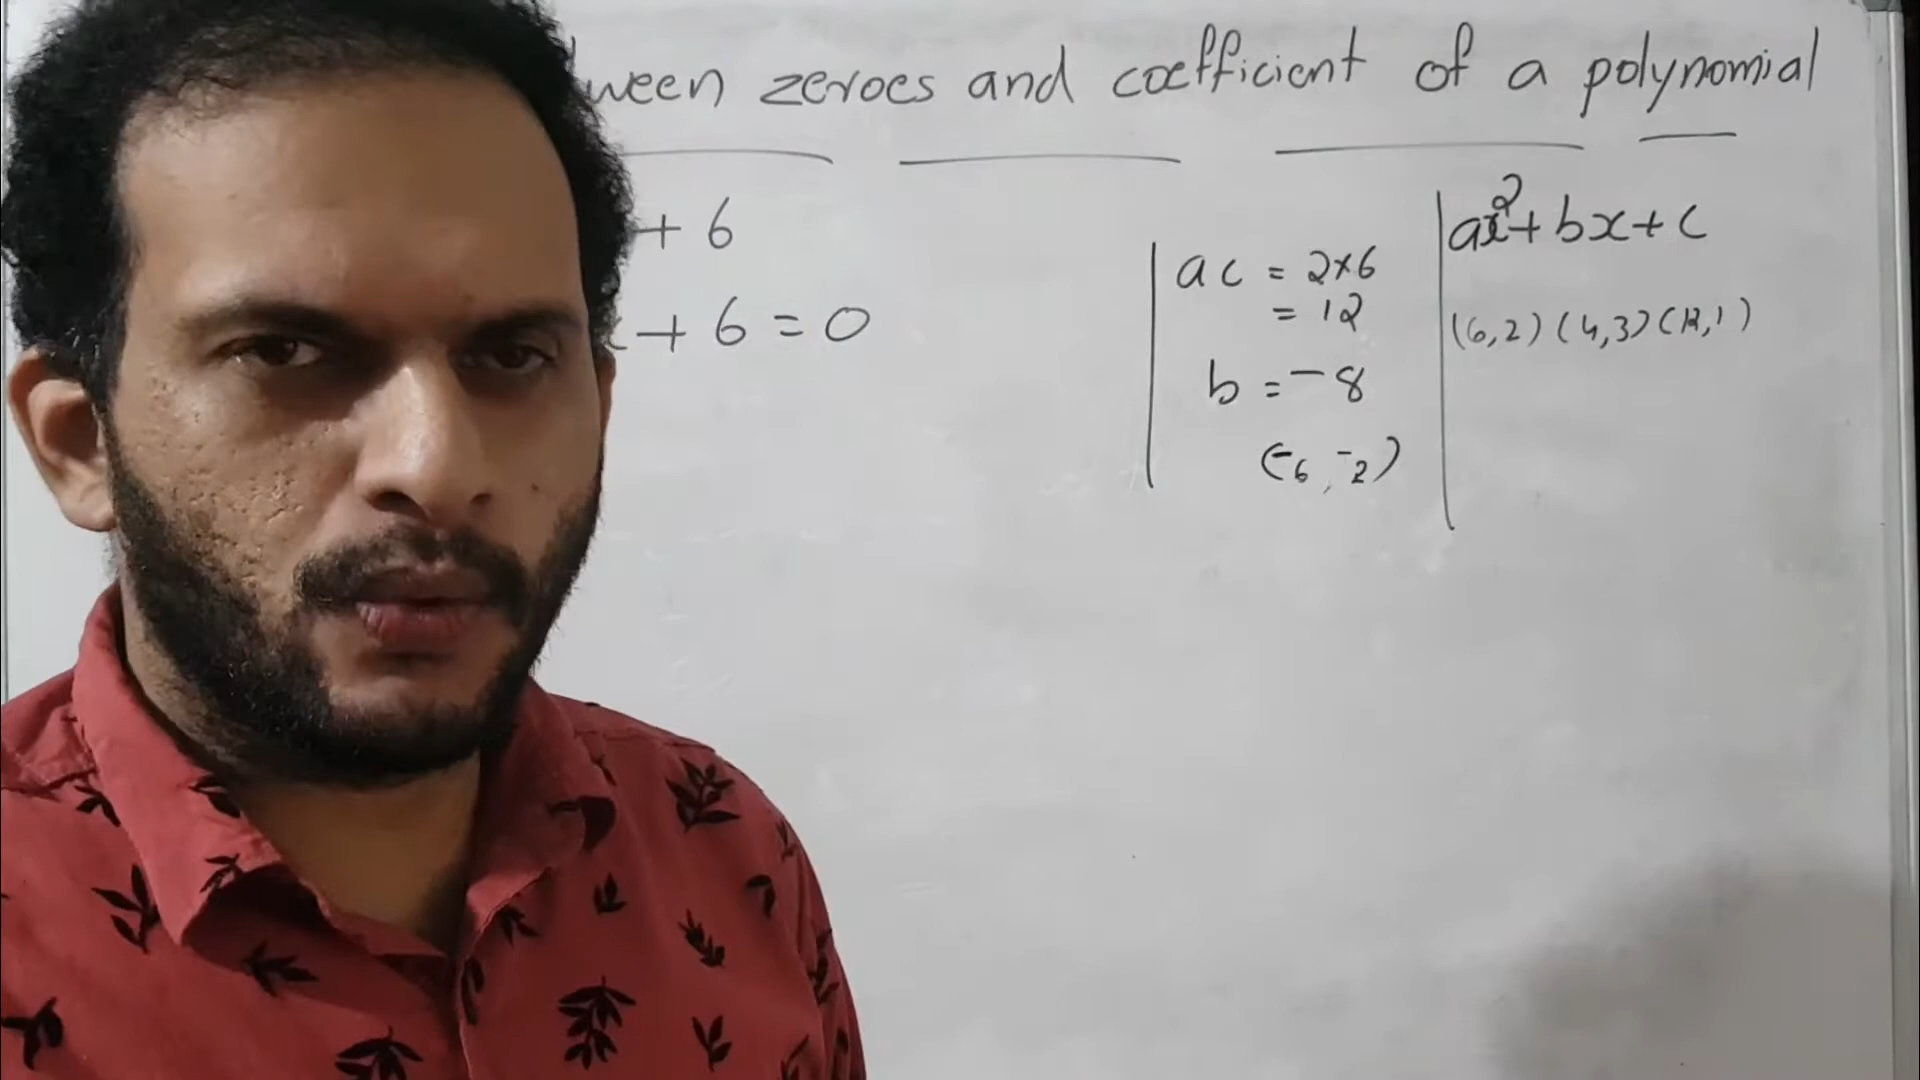 zeroes and coefficient of a polynomial
+ 6
+ 6 = 0
ac = 2×6
= 12
b = -8
(-6, -2)
ax²+bx+c
(6,2) (4,3) (12,1)